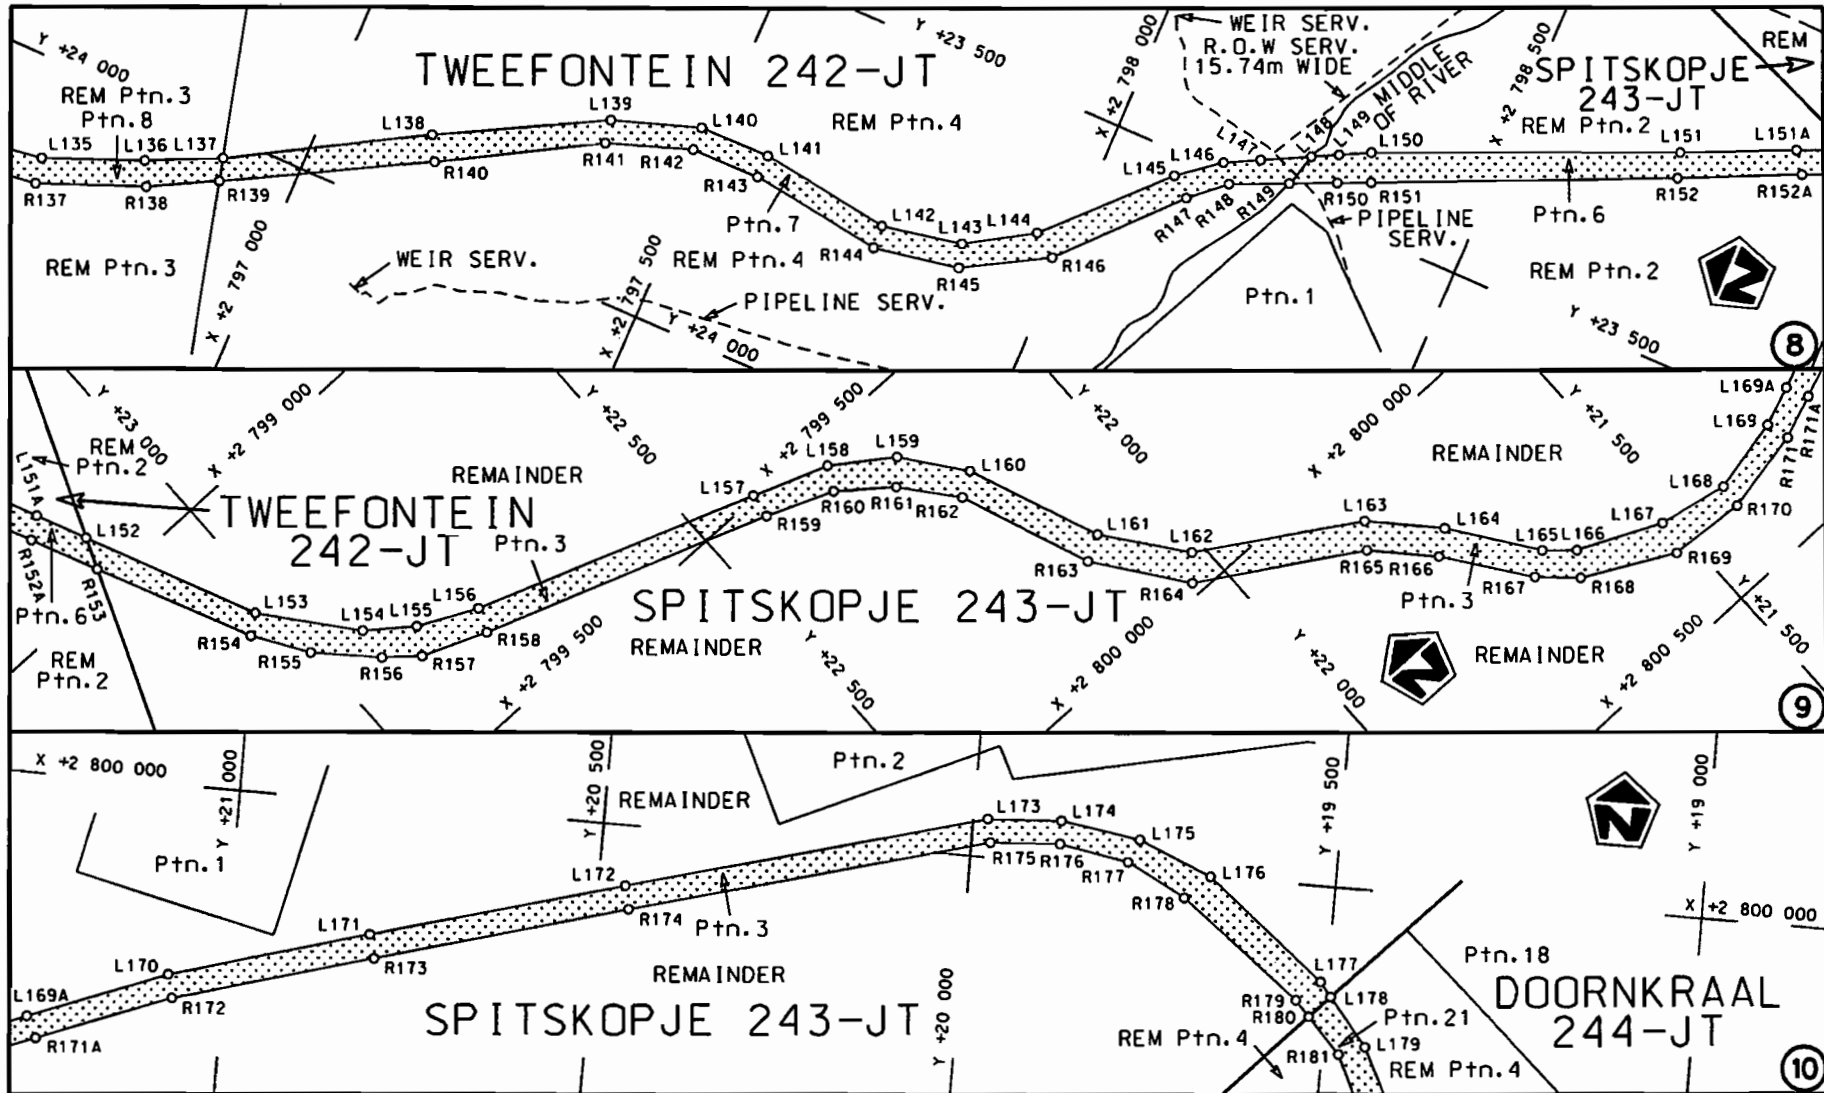 Y +24 000
TWEEFONTEIN 242-JT
Y +23 500
X +2 798 000
WEIR SERV.
R.O.W SERV.
15.74m WIDE
MIDDLE
OF RIVER
X +2 798 500
SPITSKOPJE
243-JT
REM
REM Ptn.3
Ptn.8
REM Ptn.4
REM Ptn.2
L135
L136
L137
L138
L139
L140
L141
L142
L143
L144
L145
L146
L147
L148
L149
L150
L151
L151A
R137
R138
R139
R140
R141
R142
R143
R144
R145
R146
R147
R148
R149
R150
R151
R152
R152A
Ptn.7
Ptn.6
PIPELINE
SERV.
REM Ptn.3
X +2 797 000
WEIR SERV.
X +2 797 500
REM Ptn.4
PIPELINE SERV.
Y +24 000
Ptn.1
REM Ptn.2
Y +23 500
8
Y +23 000
X +2 799 000
Y +22 500
X +2 799 500
Y +22 000
X +2 800 000
Y +21 500
REM
Ptn.2
REMAINDER
REMAINDER
TWEEFONTEIN
242-JT
Ptn.3
L151A
L152
L153
L154
L155
L156
L157
L158
L159
L160
L161
L162
L163
L164
L165
L166
L167
L168
L169
L169A
R152A
R153
R154
R155
R156
R157
R158
R159
R160
R161
R162
R163
R164
R165
R166
R167
R168
R169
R170
R171
R171A
Ptn.6
REM
Ptn.2
SPITSKOPJE 243-JT
REMAINDER
Ptn.3
REMAINDER
X +2 799 500
Y +22 500
X +2 800 000
Y +22 000
X +2 800 500
Y +21 500
9
X +2 800 000
Y +21 000
Y +20 500
REMAINDER
Ptn.2
Y +19 500
Y +19 000
Ptn.1
L169A
L170
L171
L172
L173
L174
L175
L176
L177
L178
L179
R171A
R172
R173
R174
R175
R176
R177
R178
R179
R180
R181
Ptn.3
REMAINDER
SPITSKOPJE 243-JT
Y +20 000
X +2 800 000
Ptn.18
DOORNKRAAL
244-JT
REM Ptn.4
Ptn.21
REM Ptn.4
10